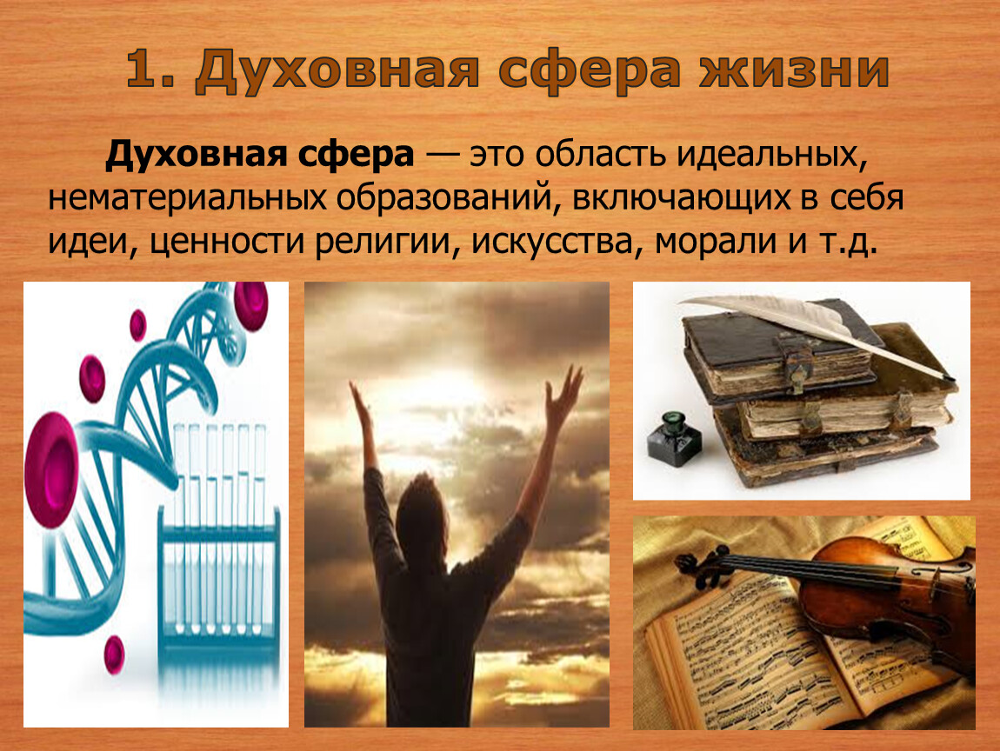 1. Духовная сфера жизни
Духовная сфера — это область идеальных,
нематериальных образований, включающих в себя
идеи, ценности религии, искусства, морали и т.д.